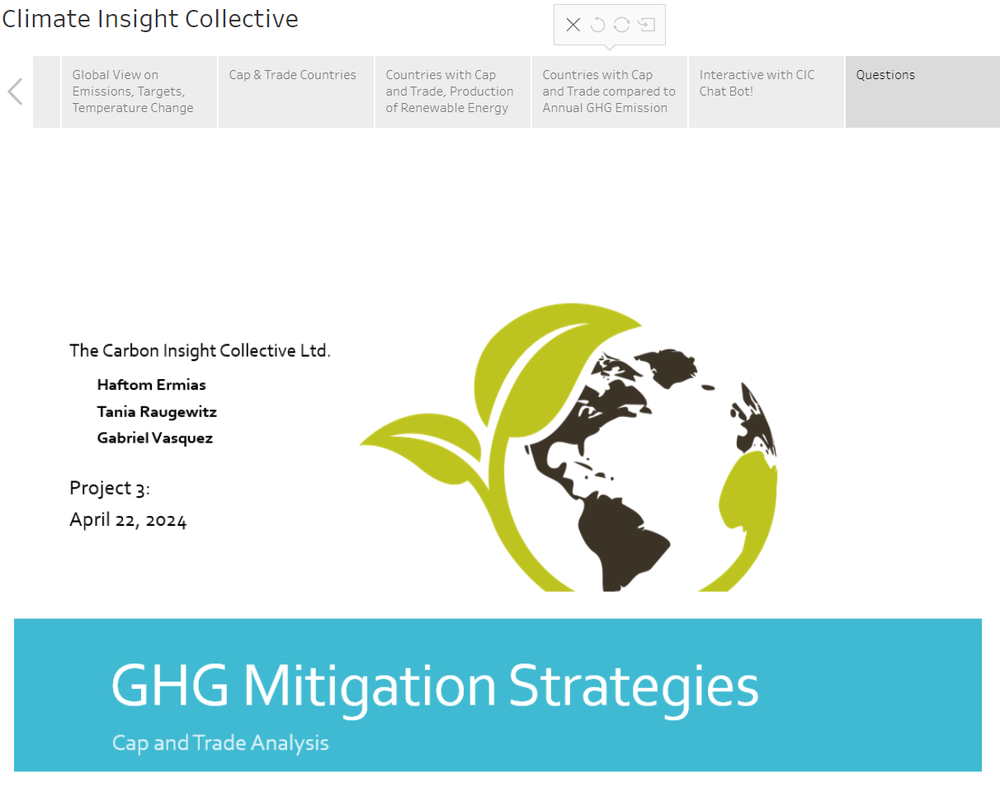 Climate Insight Collective
Global View on
Emissions, Targets,
Temperature Change
Cap & Trade Countries
Countries with Cap
and Trade, Production
of Renewable Energy
Countries with Cap
and Trade compared to
Annual GHG Emission
Interactive with CIC
Chat Bot!
Questions
The Carbon Insight Collective Ltd.
Haftom Ermias
Tania Raugewitz
Gabriel Vasquez
Project 3:
April 22, 2024
GHG Mitigation Strategies
Cap and Trade Analysis